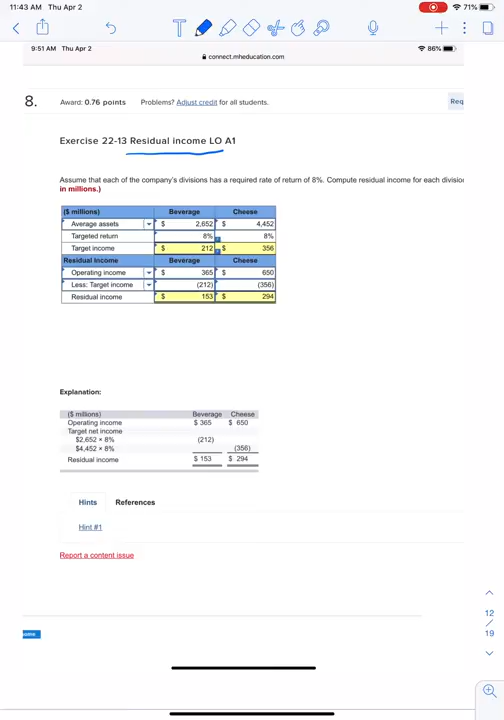 11:43 AM Thu Apr 2
71%
9:51 AM Thu Apr 2
86%
connect.mheducation.com
8.
Award: 0.76 points Problems? Adjust credit for all students.
Req
Exercise 22-13 Residual income LO A1
Assume that each of the company's divisions has a required rate of return of 8%. Compute residual income for each division
in millions.)
($ millions) Beverage Cheese
Average assets $ 2,652 $ 4,452
Targeted return 8% 8%
Target income $ 212 $ 356
Residual Income Beverage Cheese
Operating income $ 365 $ 650
Less: Target income (212) (356)
Residual income $ 153 $ 294
Explanation:
($ millions) Beverage Cheese
Operating income $ 365 $ 650
Target net income
$2,652 × 8% (212)
$4,452 × 8% (356)
Residual income $ 153 $ 294
Hints References
Hint #1
Report a content issue
12
/
19